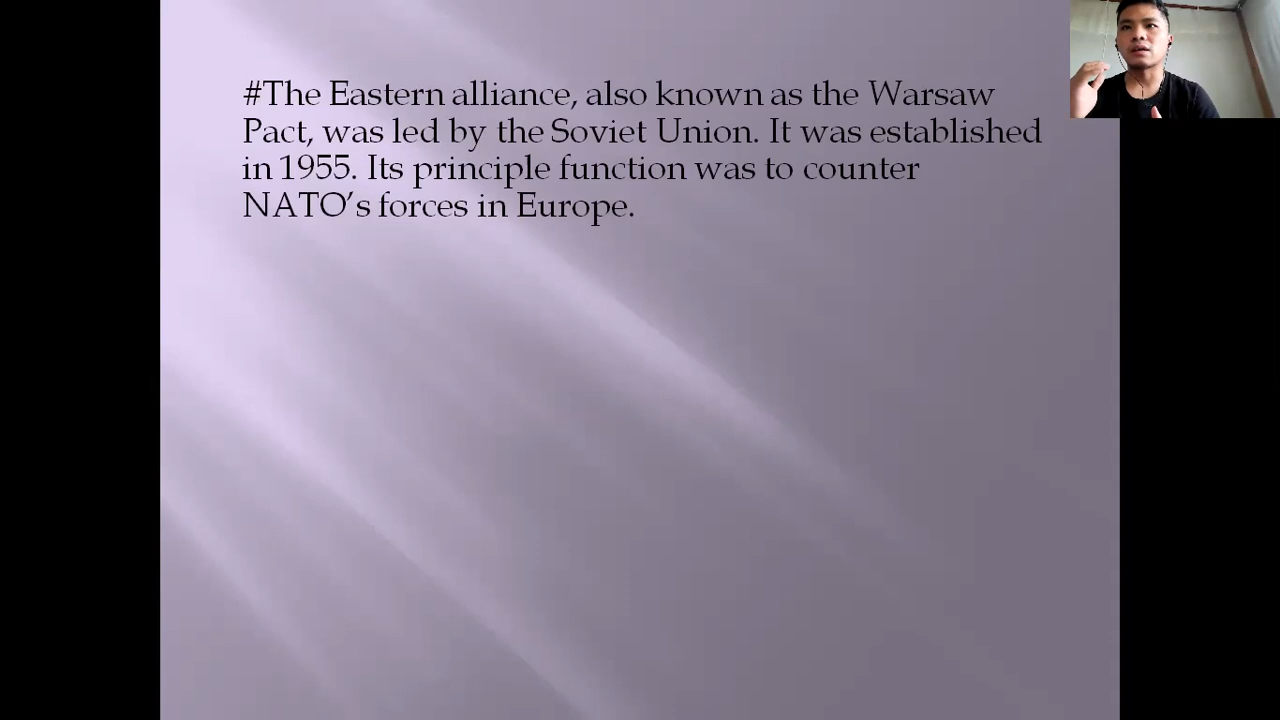 #The Eastern alliance, also known as the Warsaw
Pact, was led by the Soviet Union. It was established
in 1955. Its principle function was to counter
NATO’s forces in Europe.